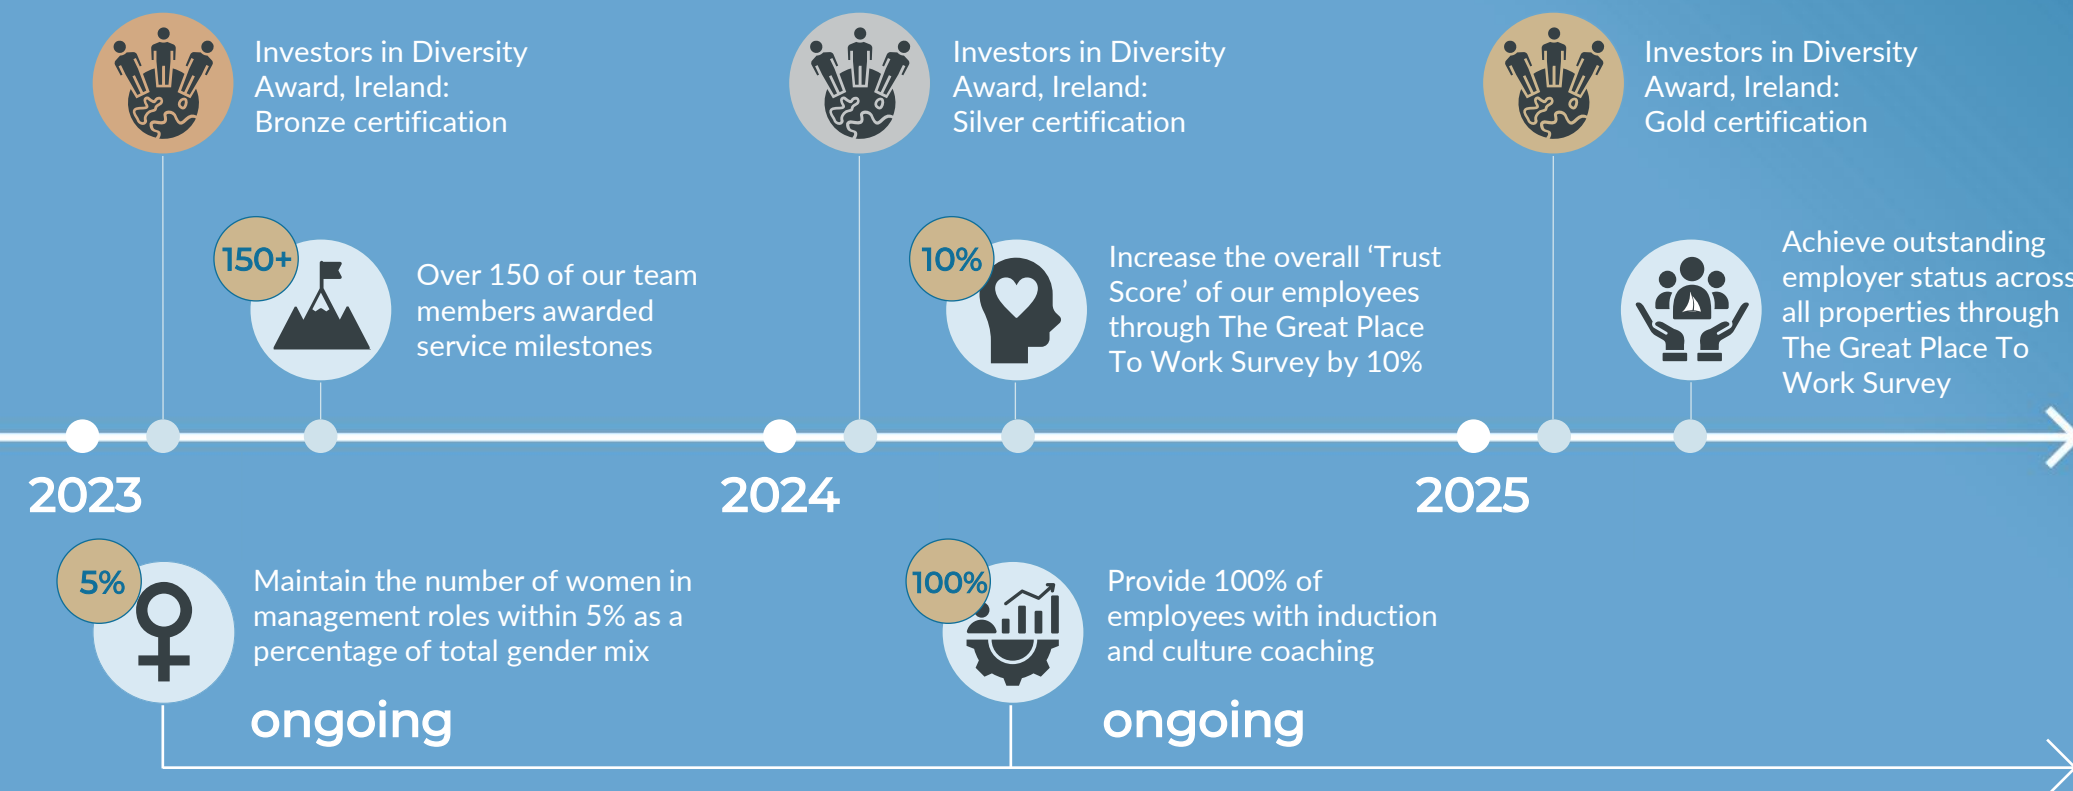 Investors in Diversity
Award, Ireland:
Bronze certification
Investors in Diversity
Award, Ireland:
Silver certification
Investors in Diversity
Award, Ireland:
Gold certification
150+
Over 150 of our team
members awarded
service milestones
10%
Increase the overall ‘Trust
Score’ of our employees
through The Great Place
To Work Survey by 10%
Achieve outstanding
employer status across
all properties through
The Great Place To
Work Survey
2023
2024
2025
5%
Maintain the number of women in
management roles within 5% as a
percentage of total gender mix
ongoing
100%
Provide 100% of
employees with induction
and culture coaching
ongoing